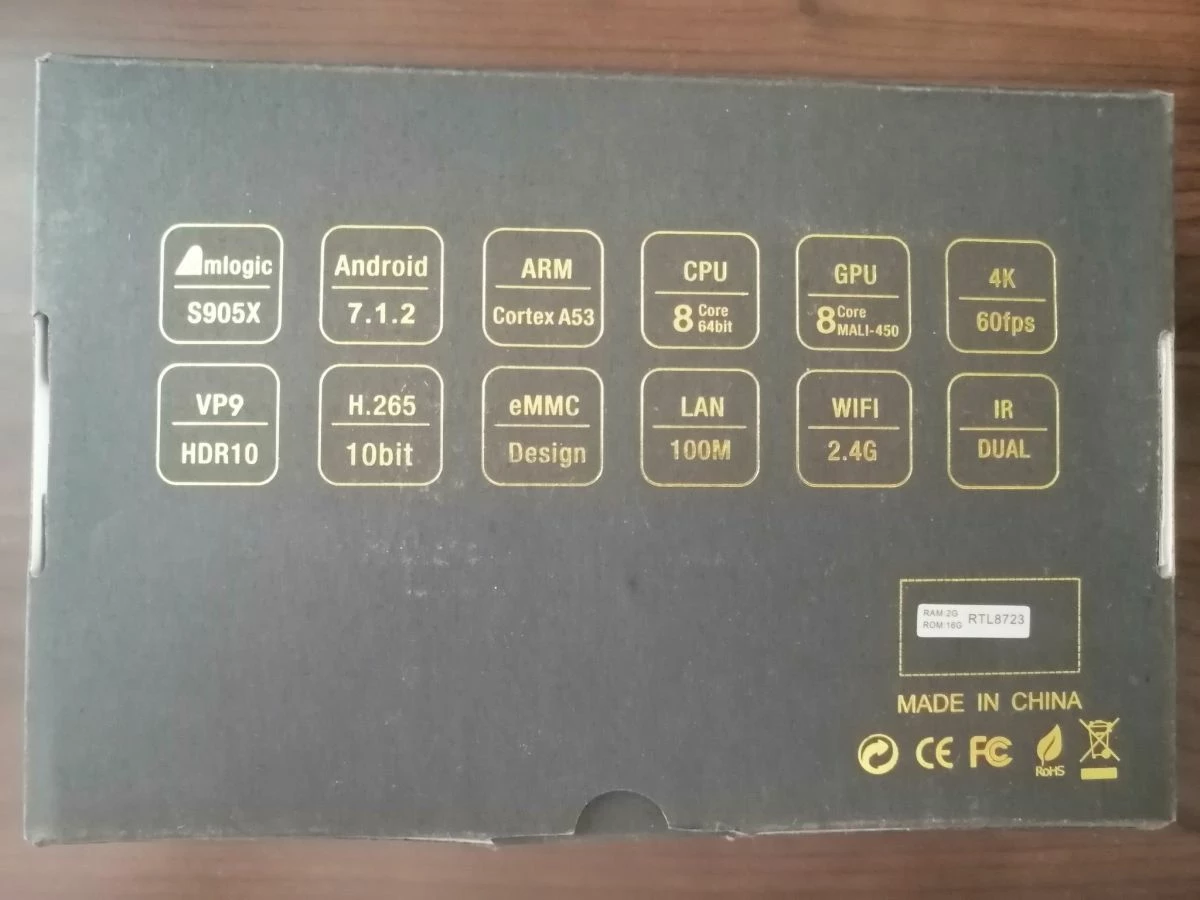 Amlogic
S905X
Android
7.1.2
ARM
Cortex A53
CPU
8 Core
64bit
GPU
8 Core
MALI-450
4K
60fps
VP9
HDR10
H.265
10bit
eMMC
Design
LAN
100M
WIFI
2.4G
IR
DUAL
RAM:2G
ROM:16G
RTL8723
MADE IN CHINA
CE FC
RoHS